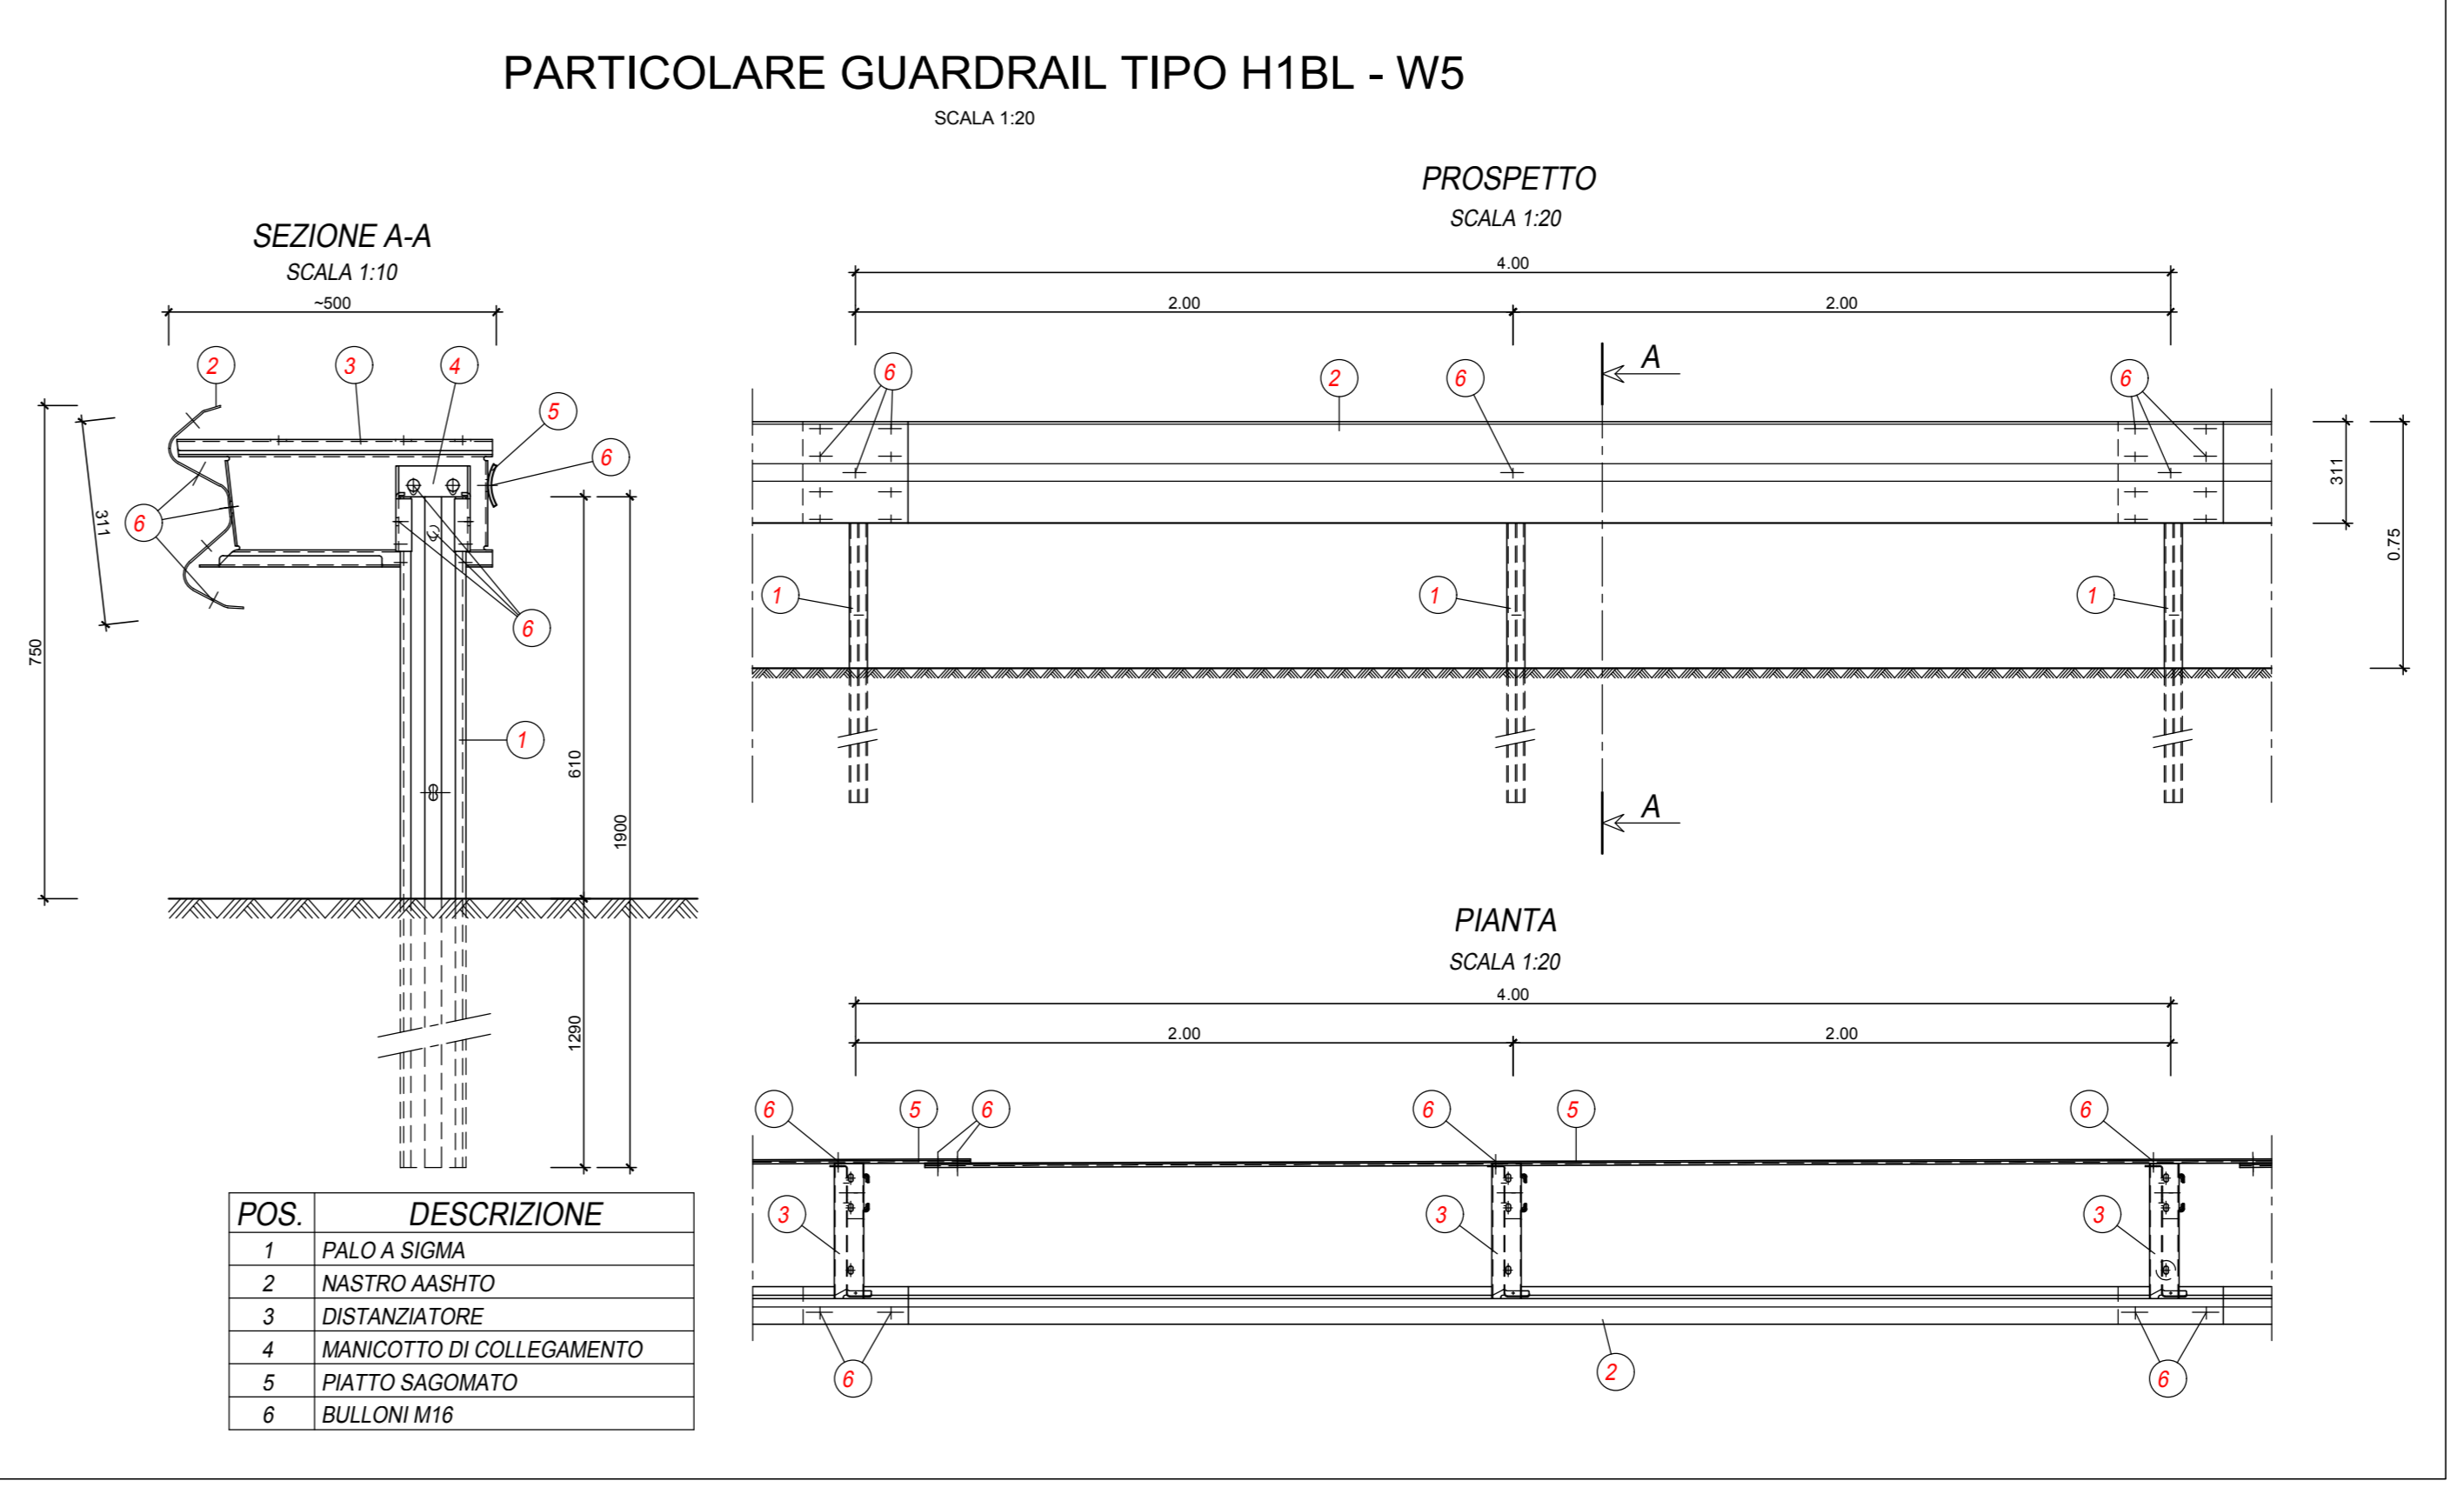 PARTICOLARE GUARDRAIL TIPO H1BL - W5
SCALA 1:20
SEZIONE A-A
SCALA 1:10
~500
2
3
4
5
6
6
6
1
311
750
610
1900
1290
PROSPETTO
SCALA 1:20
4.00
2.00
2.00
A
6
2
6
6
311
0.75
1
1
1
A
PIANTA
SCALA 1:20
4.00
2.00
2.00
6
5
6
6
5
6
3
3
3
6
2
6
POS. DESCRIZIONE
1 PALO A SIGMA
2 NASTRO AASHTO
3 DISTANZIATORE
4 MANICOTTO DI COLLEGAMENTO
5 PIATTO SAGOMATO
6 BULLONI M16